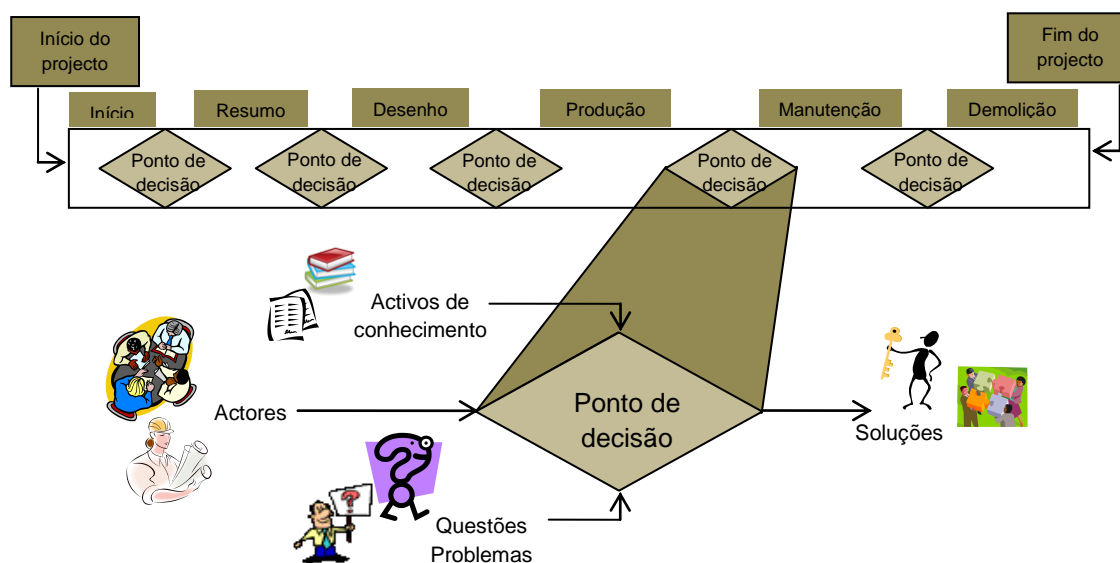 Início do
projecto
Fim do
projecto
Início
Resumo
Desenho
Produção
Manutenção
Demolição
Ponto de
decisão
Ponto de
decisão
Ponto de
decisão
Ponto de
decisão
Ponto de
decisão
Activos de
conhecimento
Actores
Ponto de
decisão
Soluções
Questões
Problemas